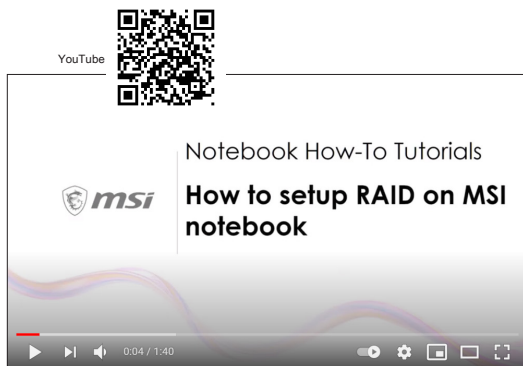 YouTube
Notebook How-To Tutorials
msi
How to setup RAID on MSI
notebook
0:04 / 1:40